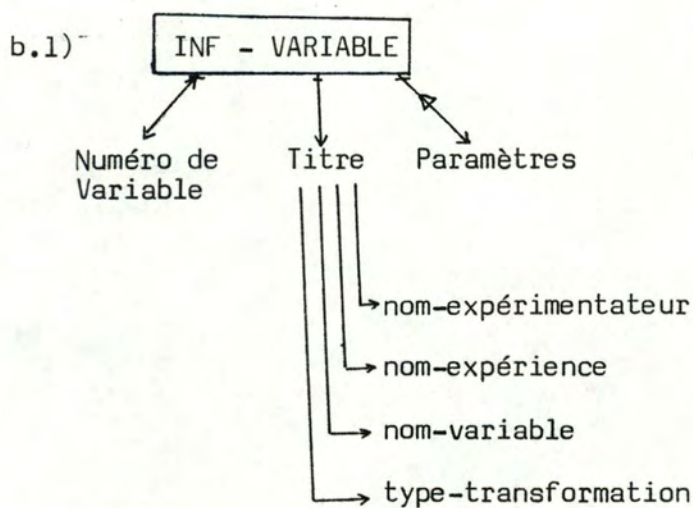 b.1)
INF - VARIABLE
Numéro de Variable
Titre
Paramètres
nom-expérimentateur
nom-expérience
nom-variable
type-transformation